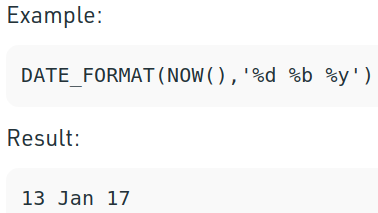 Example:
DATE_FORMAT(NOW(),'%d %b %y')
Result:
13 Jan 17